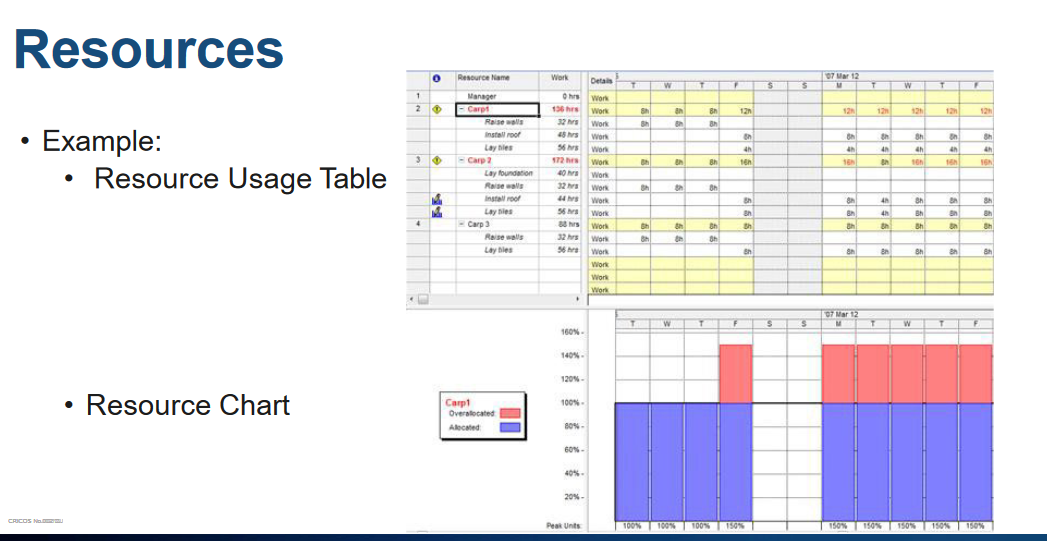 Resources
• Example:
• Resource Usage Table
Resource Name Work Details '07 Mar 12
T W T F S S M T W T F
1 Manager 0 hrs Work
2 Carp1 136 hrs Work 8h 8h 8h 12h 12h 12h 12h 12h 12h
Raise walls 32 hrs Work 8h 8h 8h
Install roof 48 hrs Work 8h 8h 8h 8h 8h 8h
Lay tiles 56 hrs Work 4h 4h 4h 4h 4h 4h
3 Carp 2 172 hrs Work 8h 8h 8h 16h 16h 8h 16h 16h 16h
Lay foundation 40 hrs Work
Raise walls 32 hrs Work 8h 8h 8h
Install roof 44 hrs Work 8h 8h 4h 8h 8h 8h
Lay tiles 56 hrs Work 8h 8h 4h 8h 8h 8h
4 Carp 3 88 hrs Work 8h 8h 8h 8h 8h 8h 8h 8h 8h
Raise walls 32 hrs Work 8h 8h 8h
Lay tiles 56 hrs Work 8h 8h 8h 8h 8h 8h
Work
Work
Work
'07 Mar 12
T W T F S S M T W T F
160%
140%
120%
100%
80%
60%
40%
20%
Carp1
Overallocated:
Allocated:
• Resource Chart
Peak Units: 100% 100% 100% 150% 150% 150% 150% 150% 150%
CRICOS